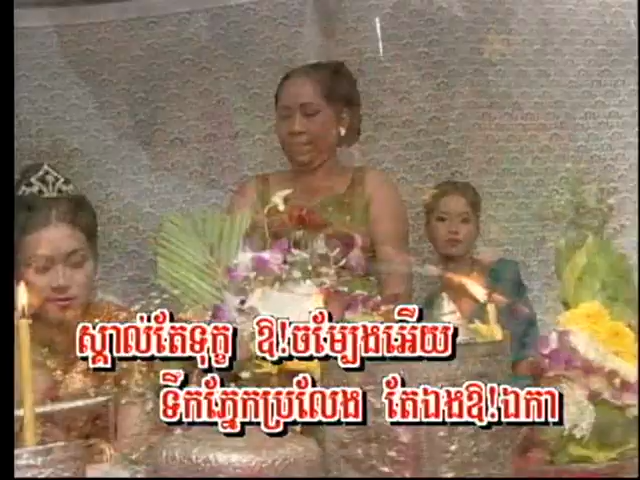 ស្គាល់តែទុក្ខ ឱ!ចម្បែងអើយ
ទឹកភ្នែកប្រលែង តែឯងឱ!ឯកា